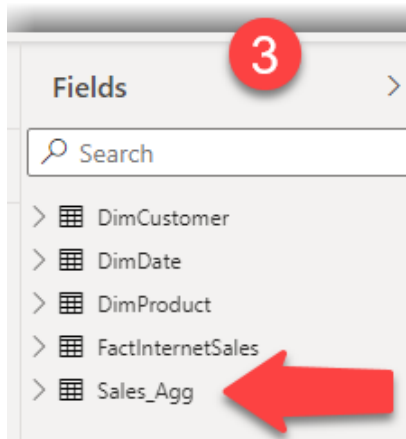 3
Fields
Search
DimCustomer
DimDate
DimProduct
FactInternetSales
Sales_Agg